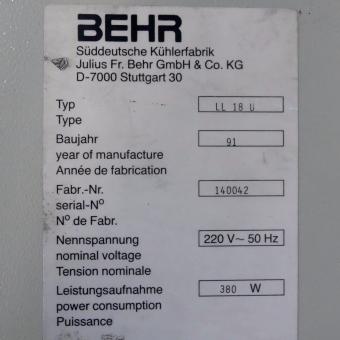 BEHR
Süddeutsche Kühlerfabrik
Julius Fr. Behr GmbH & Co. KG
D-7000 Stuttgart 30
Typ LL 18 U
Type
Baujahr 91
year of manufacture
Année de fabrication
Fabr.-Nr. 140042
serial-Nº
Nº de Fabr.
Nennspannung 220 V~ 50 Hz
nominal voltage
Tension nominale
Leistungsaufnahme 380 W
power consumption
Puissance